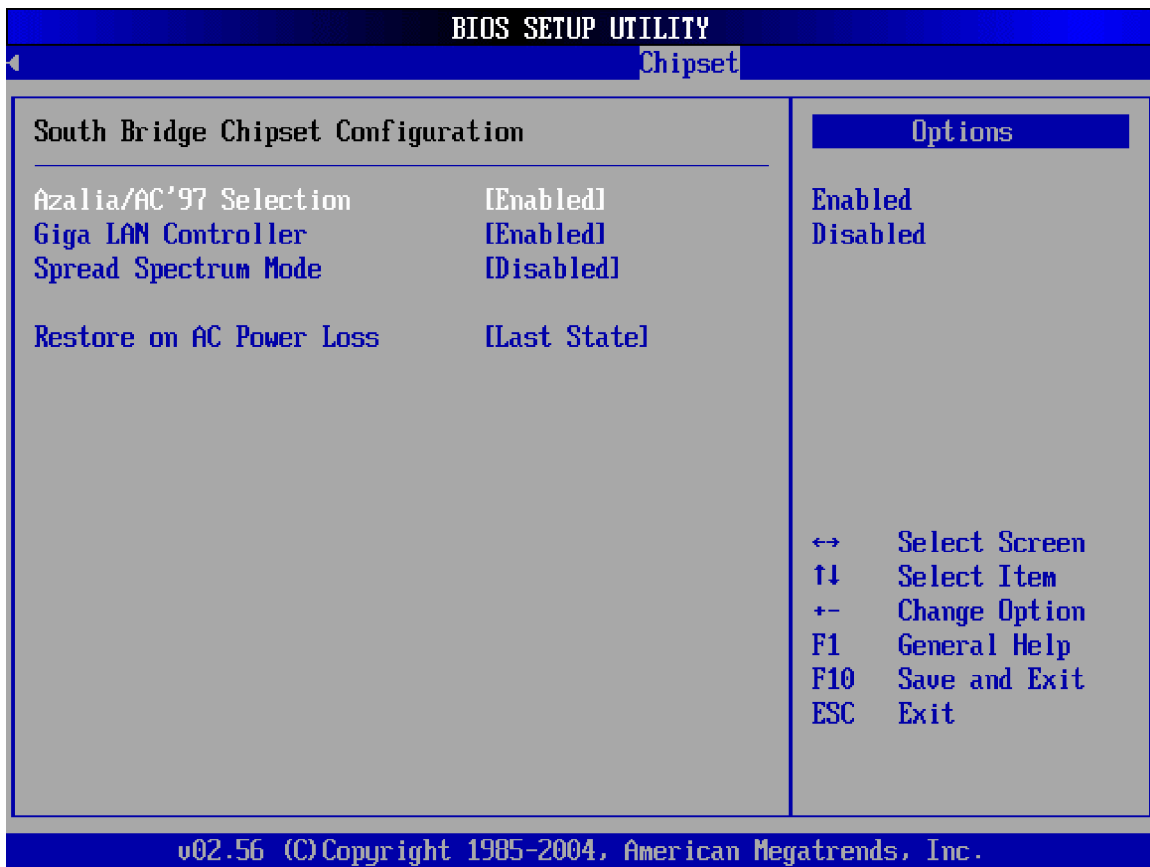 BIOS SETUP UTILITY
Chipset
South Bridge Chipset Configuration
Azalia/AC'97 Selection [Enabled]
Giga LAN Controller [Enabled]
Spread Spectrum Mode [Disabled]
Restore on AC Power Loss [Last State]
Options
Enabled
Disabled
←→ Select Screen
↑↓ Select Item
+- Change Option
F1 General Help
F10 Save and Exit
ESC Exit
v02.56 (C)Copyright 1985-2004, American Megatrends, Inc.